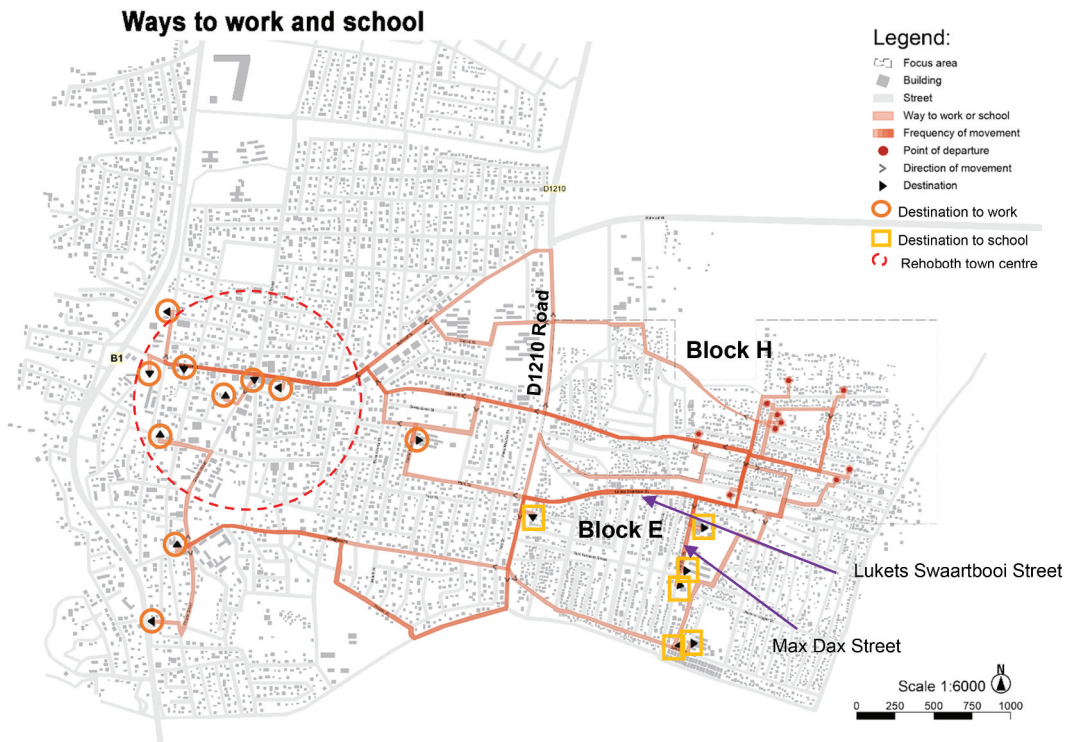 Ways to work and school
Legend:
Focus area
Building
Street
Way to work or school
Frequency of movement
Point of departure
Direction of movement
Destination
Destination to work
Destination to school
Rehoboth town centre
D1210
D1210 Road
Block H
B1
Block E
Lukets Swaartbooi Street
Max Dax Street
N
Scale 1:6000
0 250 500 750 1000